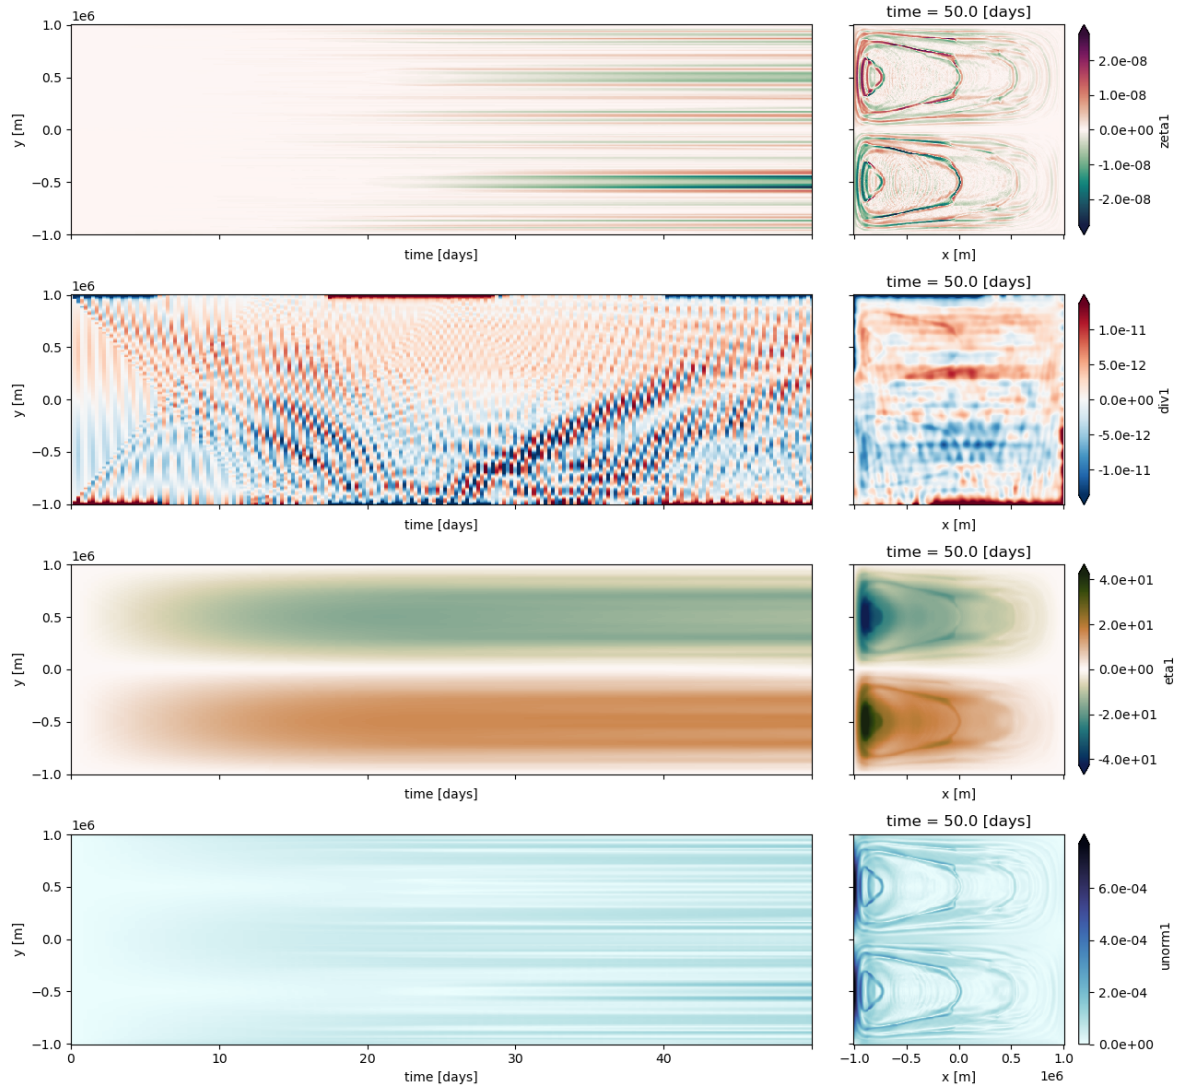 1e6
time = 50.0 [days]
1.0
0.5
0.0
−0.5
−1.0
y [m]
time [days]
x [m]
2.0e-08
1.0e-08
0.0e+00
-1.0e-08
-2.0e-08
zeta1
1e6
time = 50.0 [days]
1.0
0.5
0.0
−0.5
−1.0
y [m]
time [days]
x [m]
1.0e-11
5.0e-12
0.0e+00
-5.0e-12
-1.0e-11
div1
1e6
time = 50.0 [days]
1.0
0.5
0.0
−0.5
−1.0
y [m]
time [days]
x [m]
4.0e+01
2.0e+01
0.0e+00
-2.0e+01
-4.0e+01
eta1
1e6
time = 50.0 [days]
1.0
0.5
0.0
−0.5
−1.0
y [m]
0 10 20 30 40
time [days]
−1.0 −0.5 0.0 0.5 1.0
x [m]
1e6
6.0e-04
4.0e-04
2.0e-04
0.0e+00
unorm1